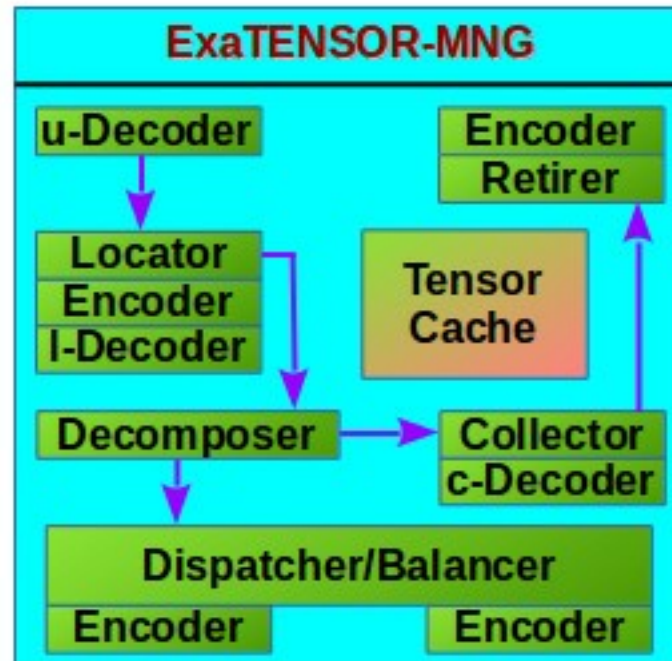 ExaTENSOR-MNG
u-Decoder
Encoder
Retirer
Locator
Encoder
l-Decoder
Tensor
Cache
Decomposer
Collector
c-Decoder
Dispatcher/Balancer
Encoder
Encoder